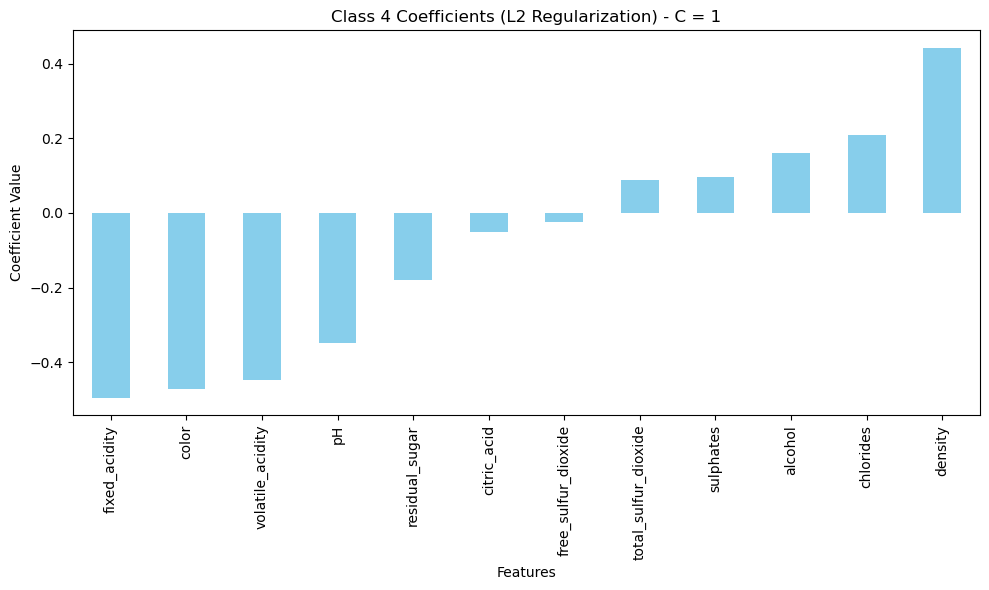 Class 4 Coefficients (L2 Regularization) - C = 1
Coefficient Value
0.4
0.2
0.0
−0.2
−0.4
fixed_acidity
color
volatile_acidity
pH
residual_sugar
citric_acid
free_sulfur_dioxide
total_sulfur_dioxide
sulphates
alcohol
chlorides
density
Features